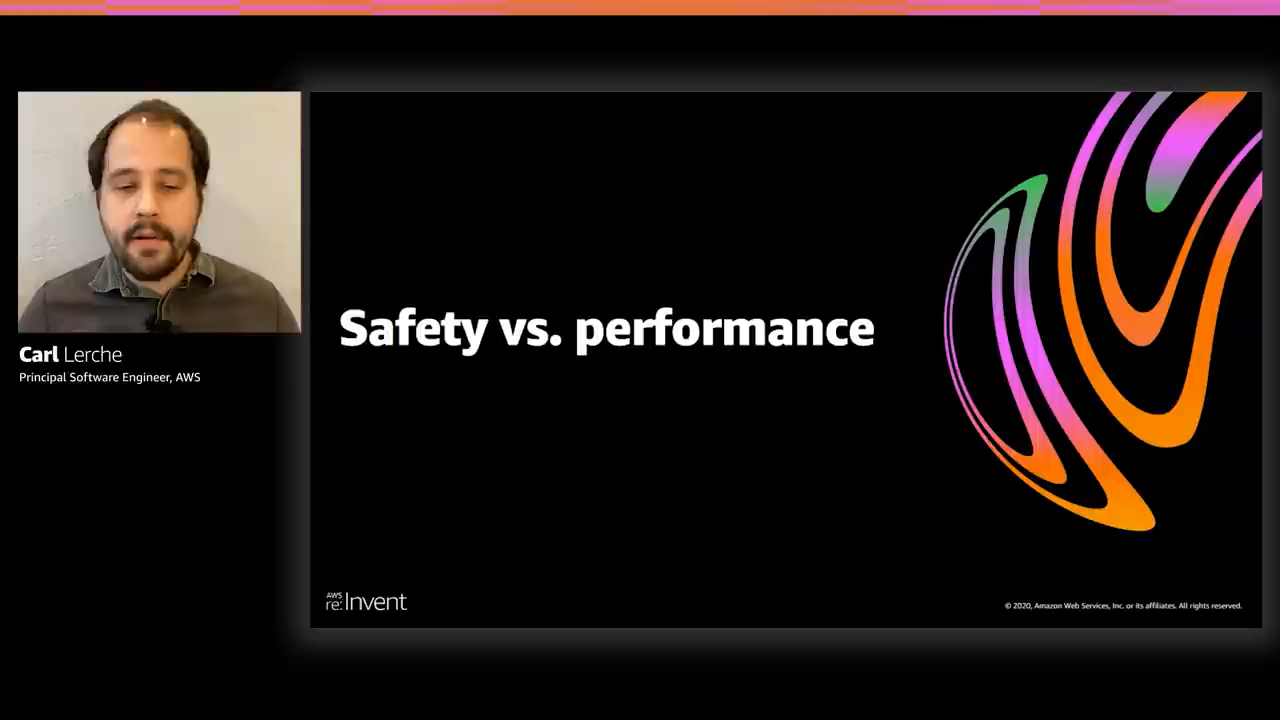 Safety vs. performance
Carl Lerche
Principal Software Engineer, AWS
AWS
re:Invent
© 2020, Amazon Web Services, Inc. or its affiliates. All rights reserved.